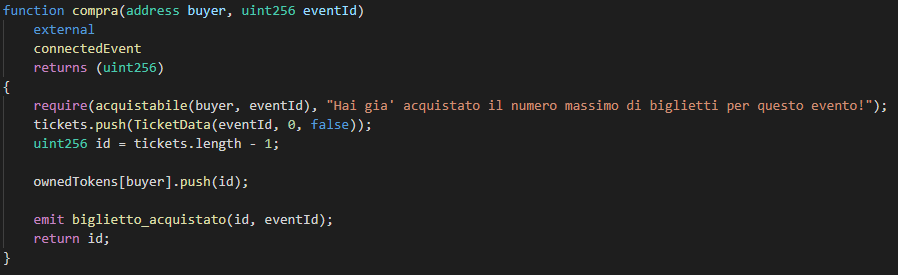 function compra(address buyer, uint256 eventId)
    external
    connectedEvent
    returns (uint256)
{
    require(acquistabile(buyer, eventId), "Hai gia' acquistato il numero massimo di biglietti per questo evento!");
    tickets.push(TicketData(eventId, 0, false));
    uint256 id = tickets.length - 1;

    ownedTokens[buyer].push(id);

    emit biglietto_acquistato(id, eventId);
    return id;
}